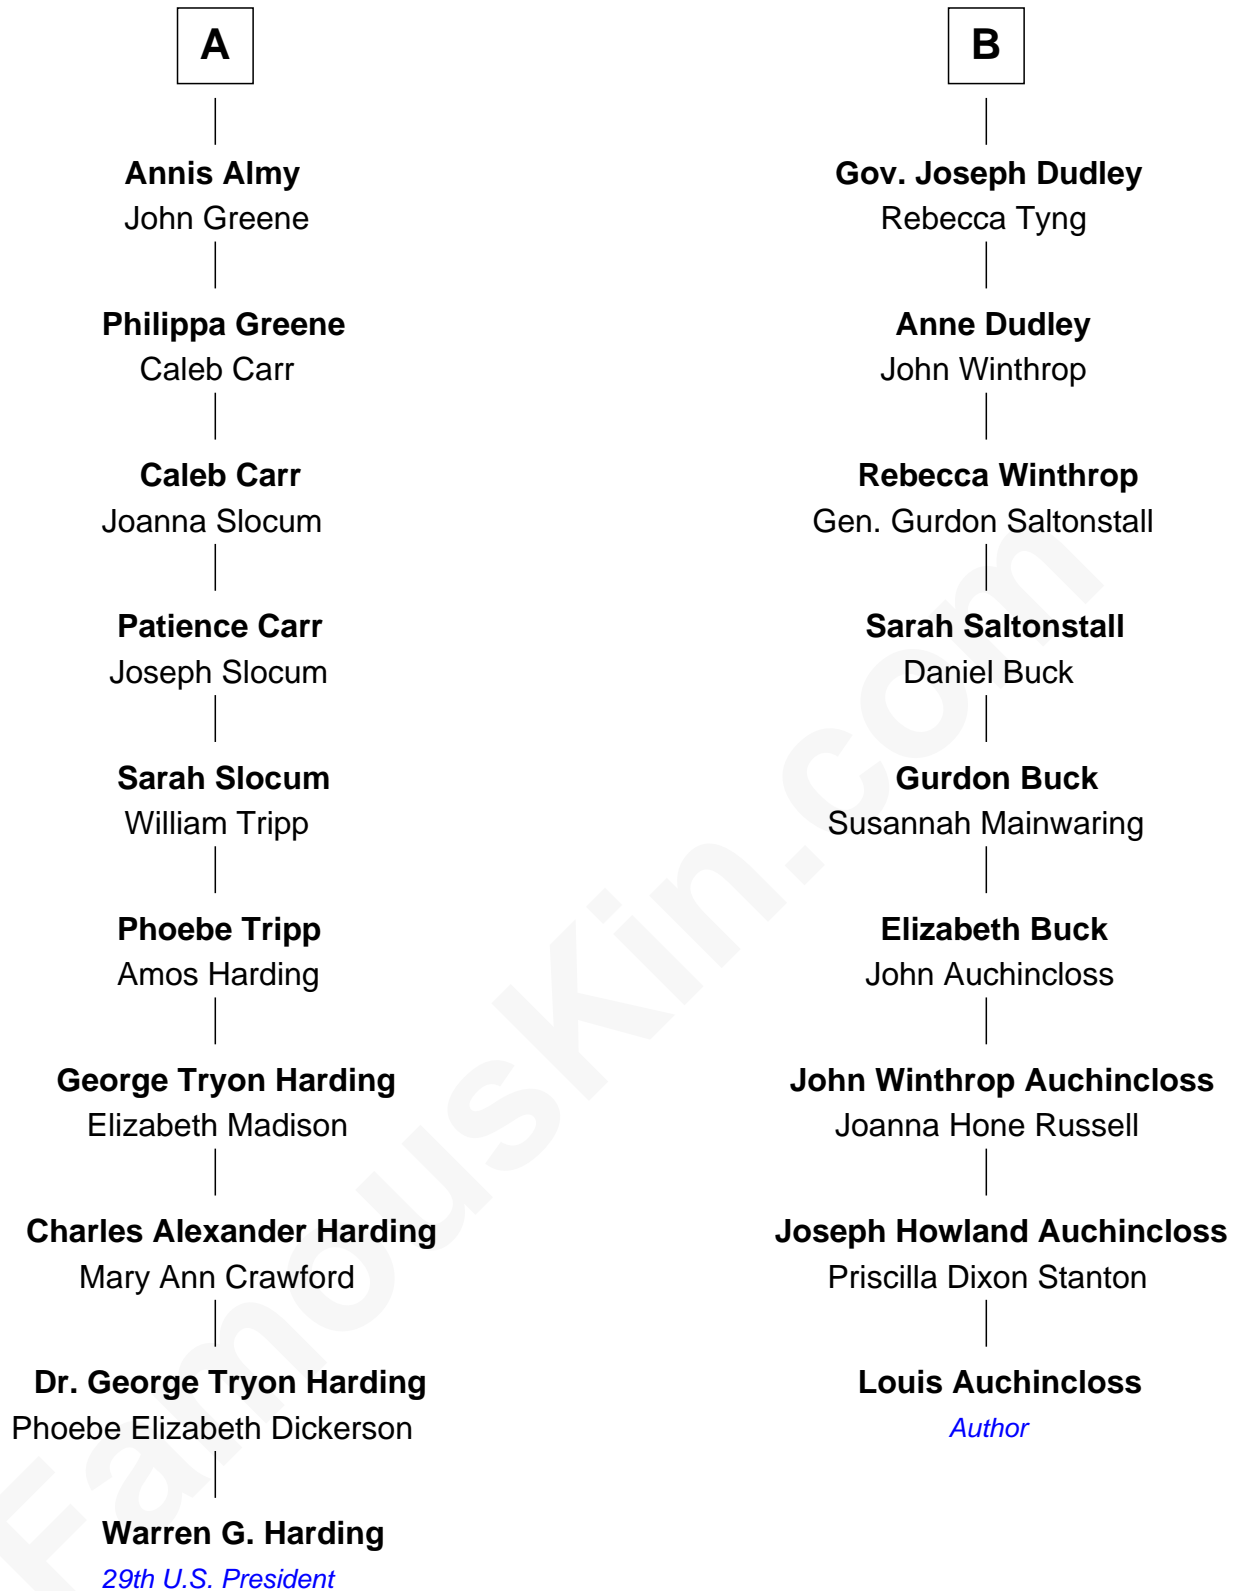 A
Annis Almy
John Greene
Philippa Greene
Caleb Carr
Caleb Carr
Joanna Slocum
Patience Carr
Joseph Slocum
Sarah Slocum
William Tripp
Phoebe Tripp
Amos Harding
George Tryon Harding
Elizabeth Madison
Charles Alexander Harding
Mary Ann Crawford
Dr. George Tryon Harding
Phoebe Elizabeth Dickerson
Warren G. Harding
29th U.S. President
B
Gov. Joseph Dudley
Rebecca Tyng
Anne Dudley
John Winthrop
Rebecca Winthrop
Gen. Gurdon Saltonstall
Sarah Saltonstall
Daniel Buck
Gurdon Buck
Susannah Mainwaring
Elizabeth Buck
John Auchincloss
John Winthrop Auchincloss
Joanna Hone Russell
Joseph Howland Auchincloss
Priscilla Dixon Stanton
Louis Auchincloss
Author
FamousKin.com